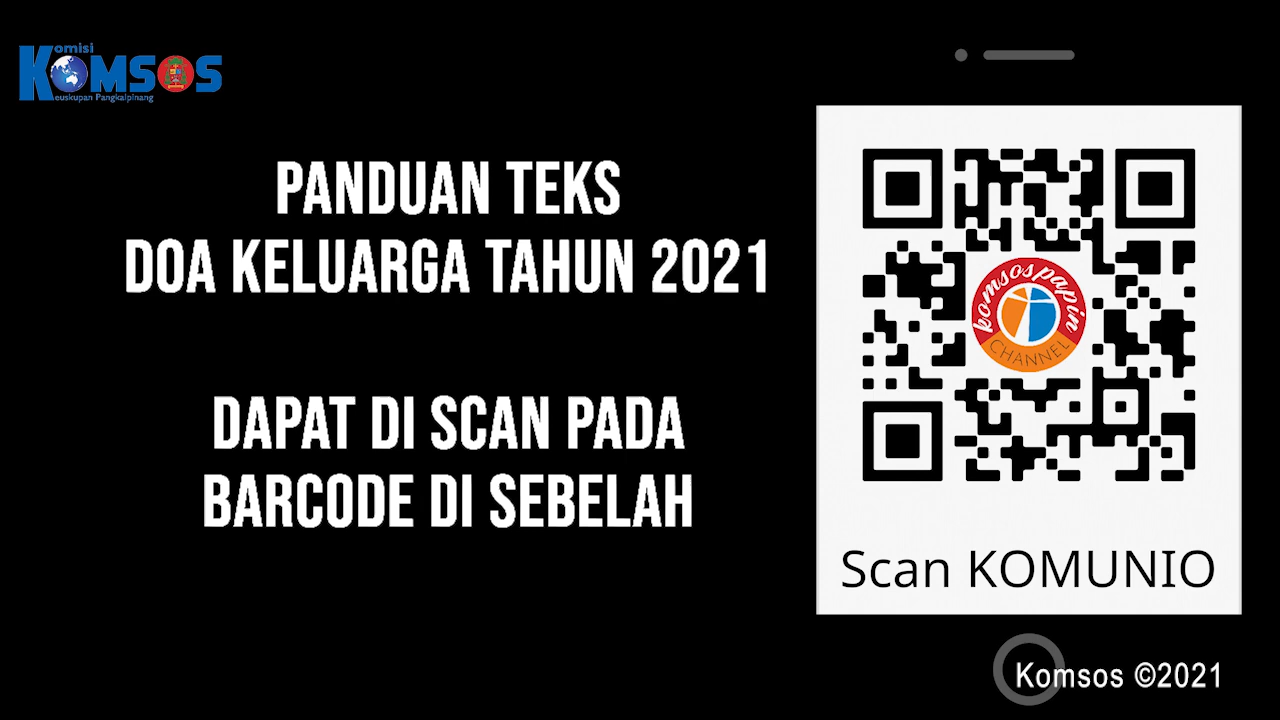 Komisi
KOMSOS
Keuskupan Pangkalpinang
PANDUAN TEKS
DOA KELUARGA TAHUN 2021
DAPAT DI SCAN PADA
BARCODE DI SEBELAH
komsospapin
CHANNEL
Scan KOMUNIO
Komsos ©2021